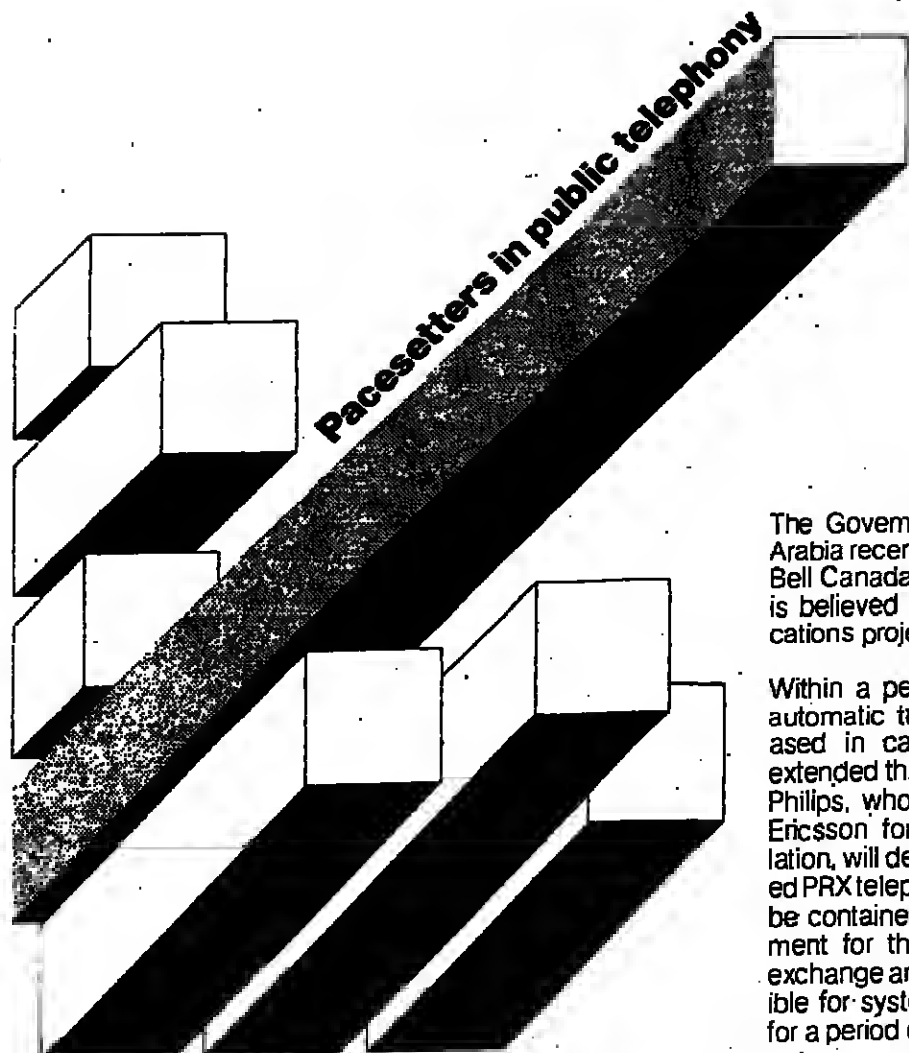 Pacesetters in public telephony
The Govern
Arabia recer
Bell Canada
is believed
cations proje
Within a pe
automatic t
ased in ca
extended th
Philips, who
Ericsson for
lation, will de
ed PRX telep
be containe
ment for th
exchange ar
ible for syste
for a period